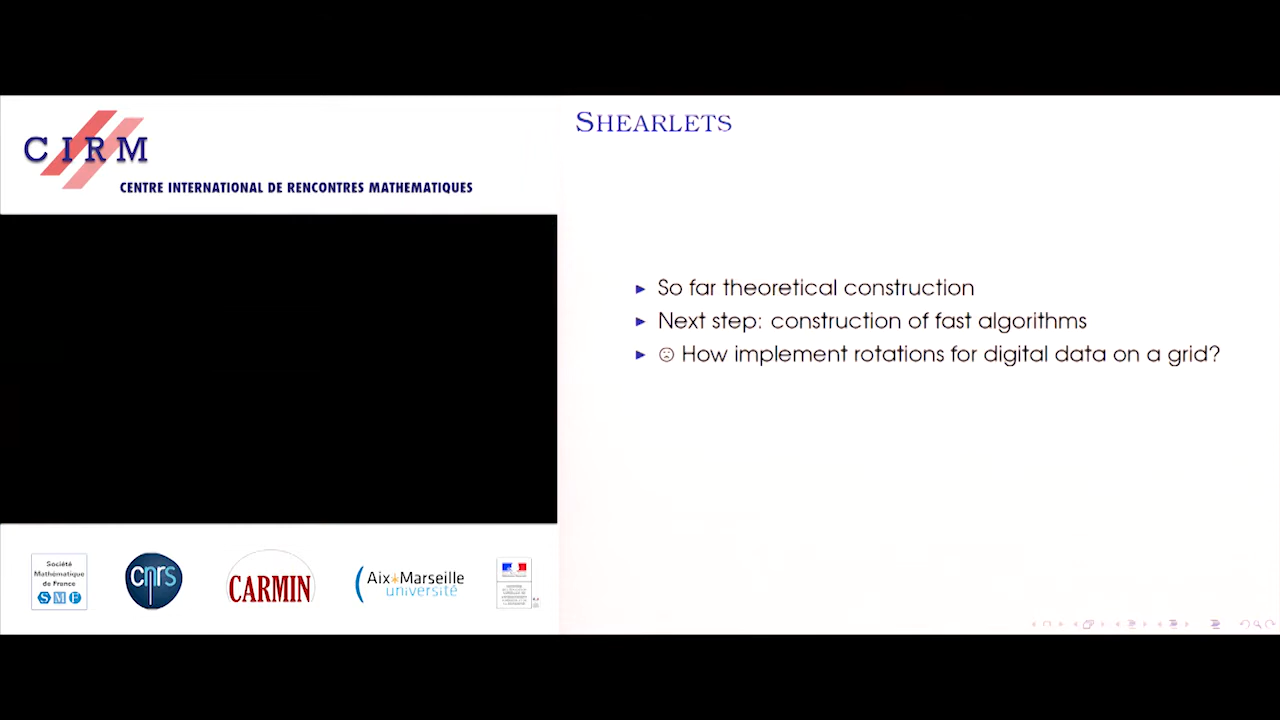 CIRM
CENTRE INTERNATIONAL DE RENCONTRES MATHEMATIQUES
SHEARLETS
So far theoretical construction
Next step: construction of fast algorithms
How implement rotations for digital data on a grid?
Société
Mathématique
de France
SMF
cnrs
CARMIN
Aix*Marseille
université